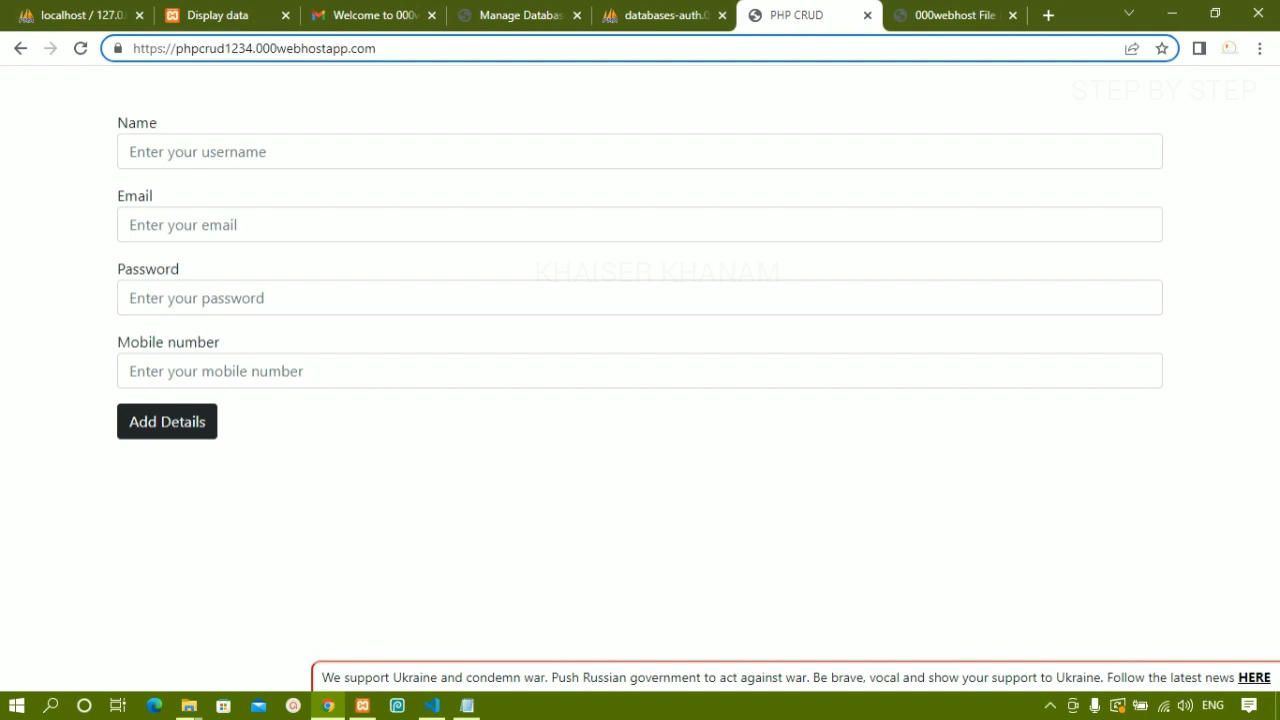 localhost / 127.0.
Display data
Welcome to 000w
Manage Databas
databases-auth.0
PHP CRUD
000webhost File
https://phpcrud1234.000webhostapp.com
STEP BY STEP
Name
Enter your username
Email
Enter your email
KHAISER KHANAM
Password
Enter your password
Mobile number
Enter your mobile number
Add Details
We support Ukraine and condemn war. Push Russian government to act against war. Be brave, vocal and show your support to Ukraine. Follow the latest news HERE
ENG